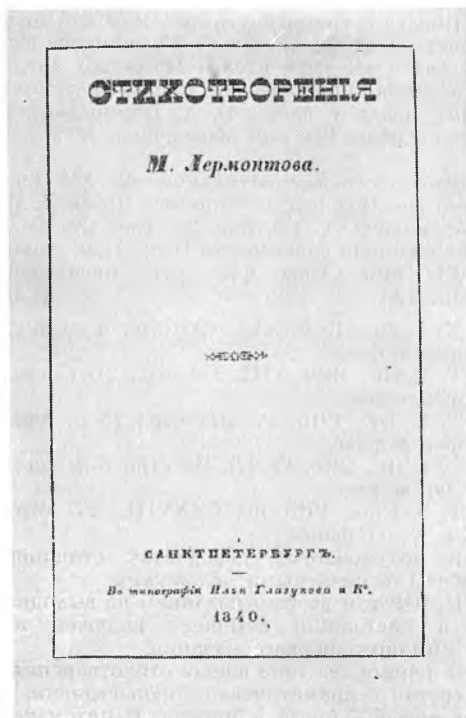 СТИХОТВОРЕНІЯ
М. Лермонтова.
САНКТПЕТЕРБУРГЪ.
Въ типографіи Ильи Глазунова и Кº.
1840.